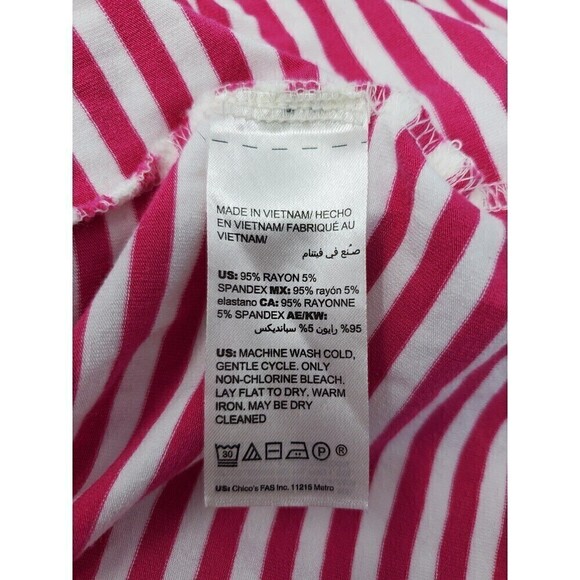 MADE IN VIETNAM/ HECHO
EN VIETNAM/ FABRIQUÉ AU
VIETNAM/
صُنع في فيتنام
US: 95% RAYON 5%
SPANDEX MX: 95% rayón 5%
elastano CA: 95% RAYONNE
5% SPANDEX AE/KW:
95% رايون 5% سباندیكس
US: MACHINE WASH COLD,
GENTLE CYCLE. ONLY
NON-CHLORINE BLEACH.
LAY FLAT TO DRY. WARM
IRON. MAY BE DRY
CLEANED
30 P ®
US: Chico's FAS Inc. 11215 Metro